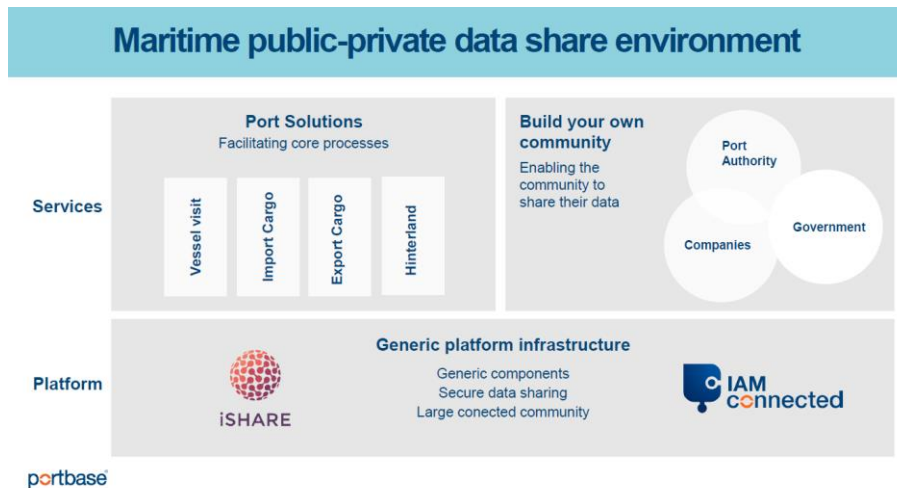 Maritime public-private data share environment
Services
Port Solutions
Facilitating core processes
Vessel visit
Import Cargo
Export Cargo
Hinterland
Build your own
community
Enabling the
community to
share their data
Port
Authority
Government
Companies
Platform
Generic platform infrastructure
Generic components
Secure data sharing
Large conected community
iSHARE
IAM
connected
portbase